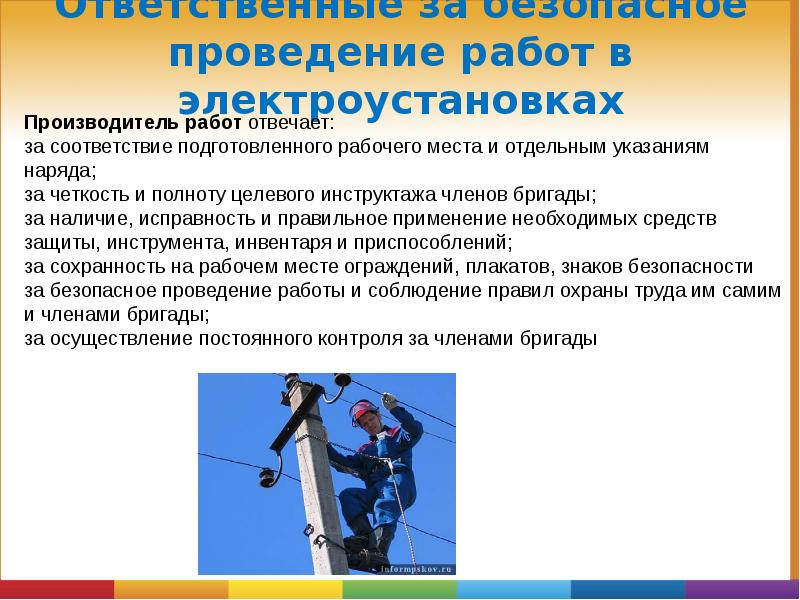 Ответственные за безопасное
проведение работ в
электроустановках
Производитель работ отвечает:
за соответствие подготовленного рабочего места и отдельным указаниям
наряда;
за четкость и полноту целевого инструктажа членов бригады;
за наличие, исправность и правильное применение необходимых средств
защиты, инструмента, инвентаря и приспособлений;
за сохранность на рабочем месте ограждений, плакатов, знаков безопасности
за безопасное проведение работы и соблюдение правил охраны труда им самим
и членами бригады;
за осуществление постоянного контроля за членами бригады
informpskov.ru